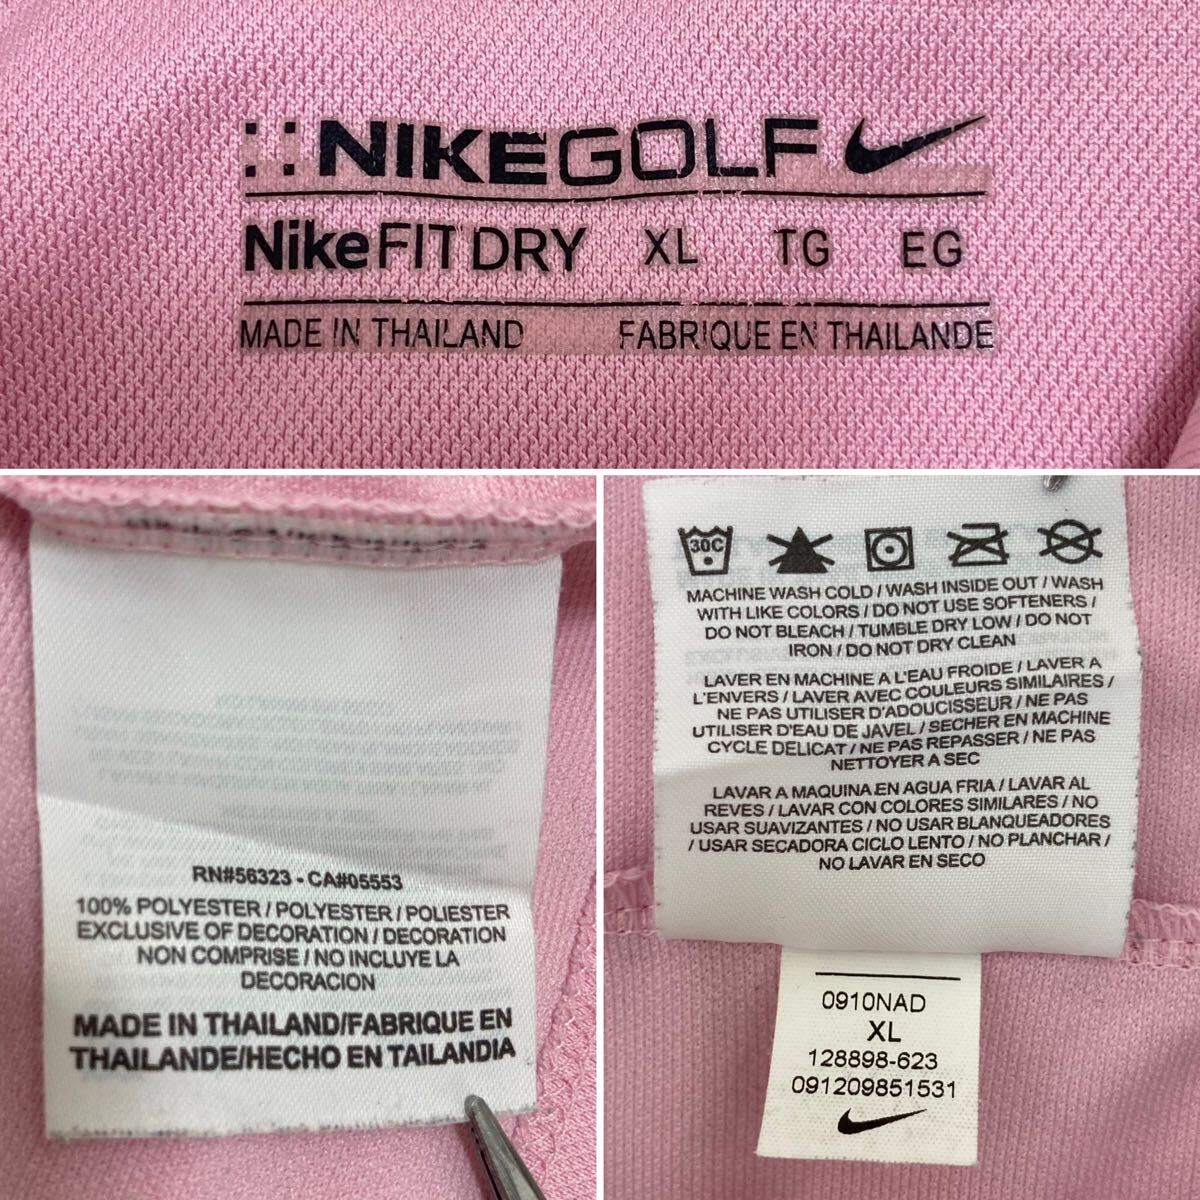 NIKEGOLF
NikeFIT DRY XL TG EG
MADE IN THAILAND FABRIQUE EN THAILANDE
RN#56323 - CA#05553
100% POLYESTER / POLYESTER / POLIESTER
EXCLUSIVE OF DECORATION / DECORATION
NON COMPRISE / NO INCLUYE LA
DECORACION
MADE IN THAILAND/FABRIQUE EN
THAILANDE/HECHO EN TAILANDIA
30C
MACHINE WASH COLD / WASH INSIDE OUT / WASH
WITH LIKE COLORS / DO NOT USE SOFTENERS /
DO NOT BLEACH / TUMBLE DRY LOW / DO NOT
IRON / DO NOT DRY CLEAN
LAVER EN MACHINE A L'EAU FROIDE / LAVER A
L'ENVERS / LAVER AVEC COULEURS SIMILAIRES /
NE PAS UTILISER D'ADOUCISSEUR / NE PAS
UTILISER D'EAU DE JAVEL / SECHER EN MACHINE
CYCLE DELICAT / NE PAS REPASSER / NE PAS
NETTOYER A SEC
LAVAR A MAQUINA EN AGUA FRIA / LAVAR AL
REVES / LAVAR CON COLORES SIMILARES / NO
USAR SUAVIZANTES / NO USAR BLANQUEADORES
/ USAR SECADORA CICLO LENTO / NO PLANCHAR /
NO LAVAR EN SECO
0910NAD
XL
128898-623
091209851531